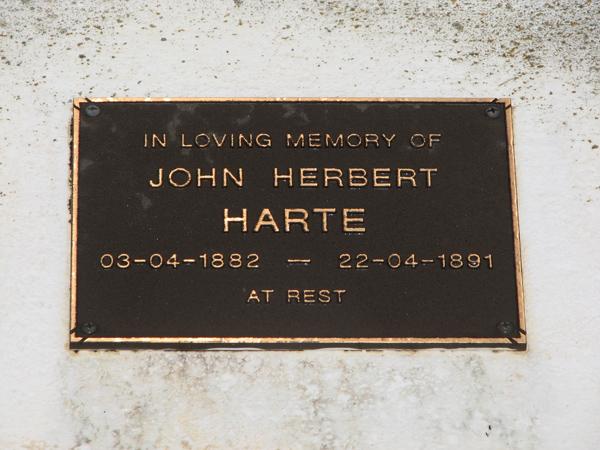 IN LOVING MEMORY OF
JOHN HERBERT
HARTE
03-04-1882 — 22-04-1891
AT REST